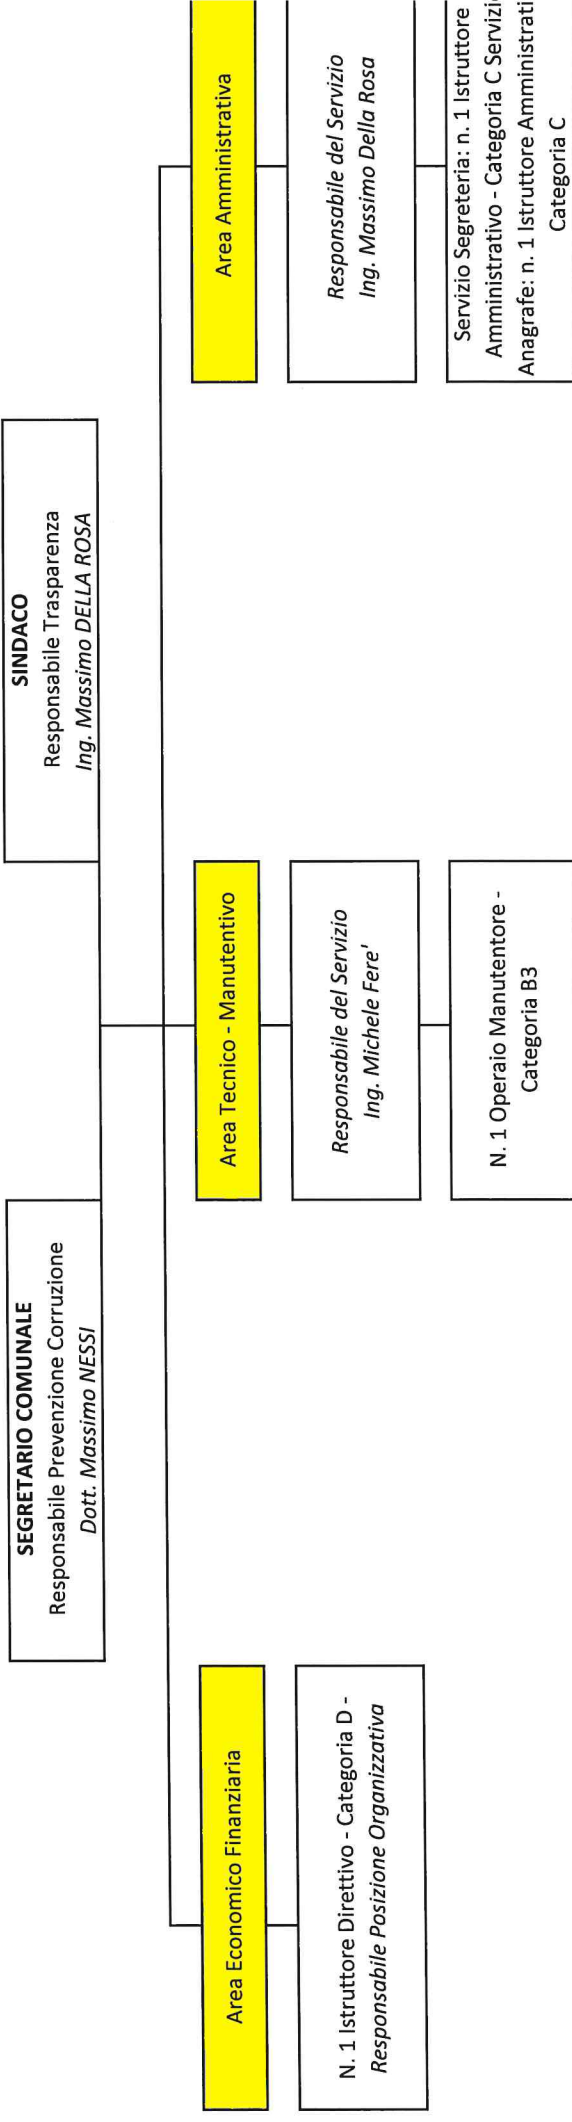 SEGRETARIO COMUNALE
Responsabile Prevenzione Corruzione
Dott. Massimo NESSI
SINDACO
Responsabile Trasparenza
Ing. Massimo DELLA ROSA
Area Economico Finanziaria
N. 1 Istruttore Direttivo - Categoria D -
Responsabile Posizione Organizzativa
Area Tecnico - Manutentivo
Responsabile del Servizio
Ing. Michele Fere'
N. 1 Operaio Manutentore -
Categoria B3
Area Amministrativa
Responsabile del Servizio
Ing. Massimo Della Rosa
Servizio Segreteria: n. 1 Istruttore
Amministrativo - Categoria C Servizi
Anagrafe: n. 1 Istruttore Amministrati
Categoria C